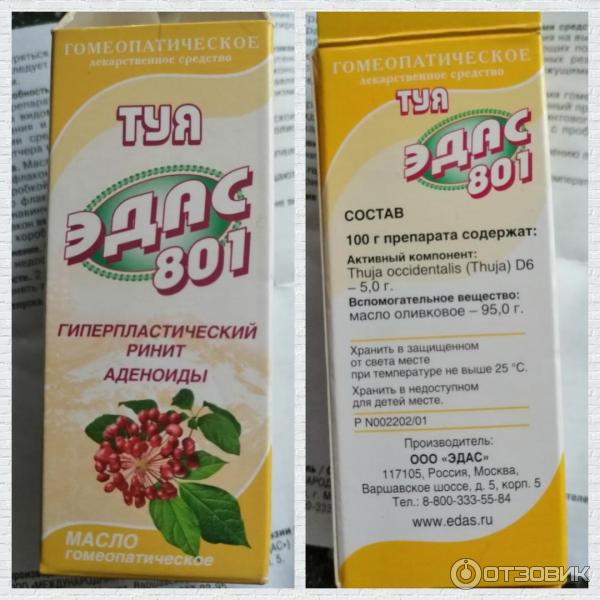 ГОМЕОПАТИЧЕСКОЕ
лекарственное средство
ТУЯ
ЭДАС
801
ГИПЕРПЛАСТИЧЕСКИЙ
РИНИТ
АДЕНОИДЫ
МАСЛО
гомеопатическое
ГОМЕОПАТИЧЕСКОЕ
лекарственное средство
ТУЯ
ЭДАС
801
СОСТАВ
100 г препарата содержат:
Активный компонент:
Thuja occidentalis (Thuja) D6
– 5,0 г.
Вспомогательное вещество:
масло оливковое – 95,0 г.
Хранить в защищенном
от света месте
при температуре не выше 25 °C.
Хранить в недоступном
для детей месте.
Р N002202/01
Производитель:
ООО «ЭДАС»
117105, Россия, Москва,
Варшавское шоссе, д. 5, корп. 5
Тел.: 8-800-333-55-84
www.edas.ru
ОТЗОВИК